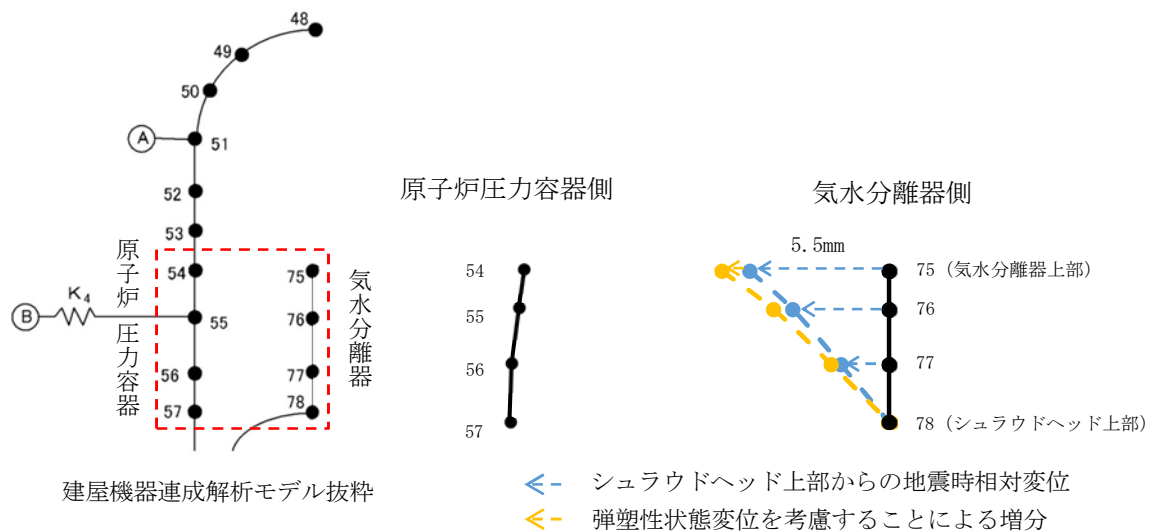 48
49
50
A
51
52
53
54
K4
B
55
56
57
原子炉
圧力容器
75
76
77
78
気水分離器
建屋機器連成解析モデル抜粋
原子炉圧力容器側
54
55
56
57
気水分離器側
5.5mm
75（気水分離器上部）
76
77
78（シュラウドヘッド上部）
シュラウドヘッド上部からの地震時相対変位
弾塑性状態変位を考慮することによる増分